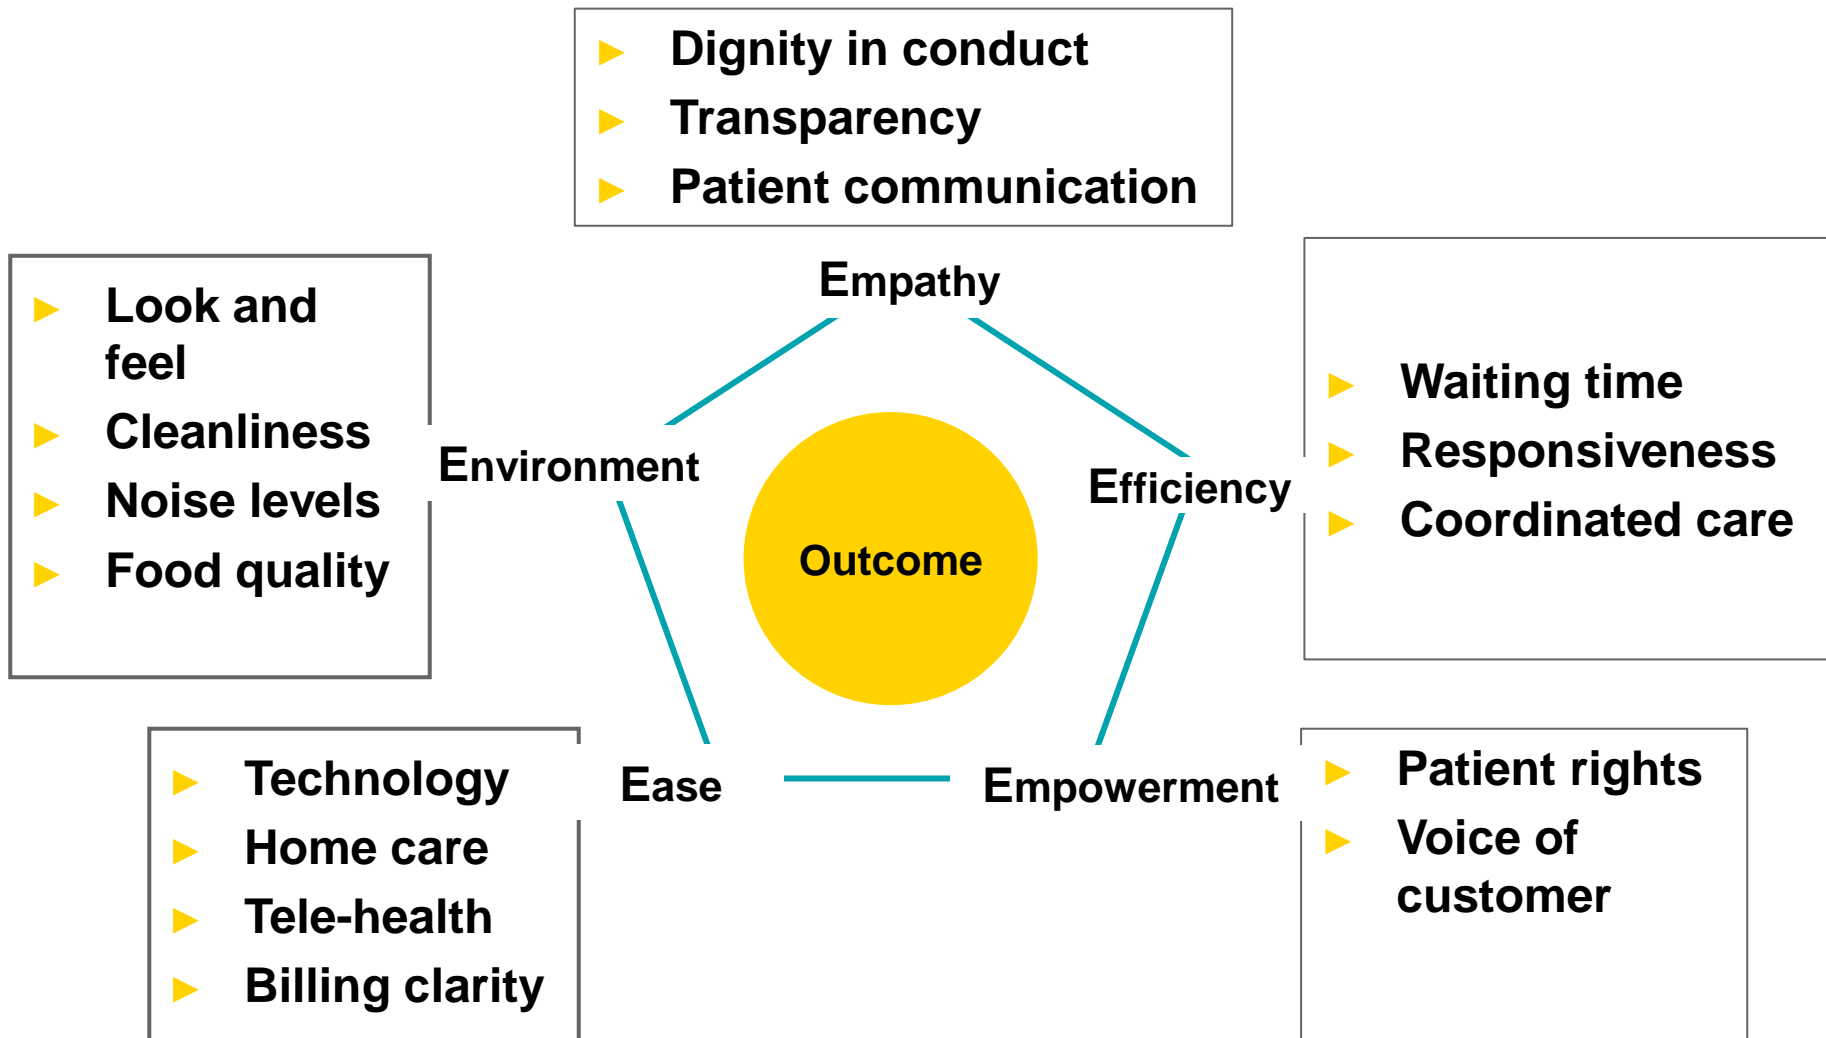 Dignity in conduct
Transparency
Patient communication
Empathy
Look and
feel
Cleanliness
Noise levels
Food quality
Environment
Efficiency
Waiting time
Responsiveness
Coordinated care
Outcome
Technology
Home care
Tele-health
Billing clarity
Ease
Empowerment
Patient rights
Voice of
customer